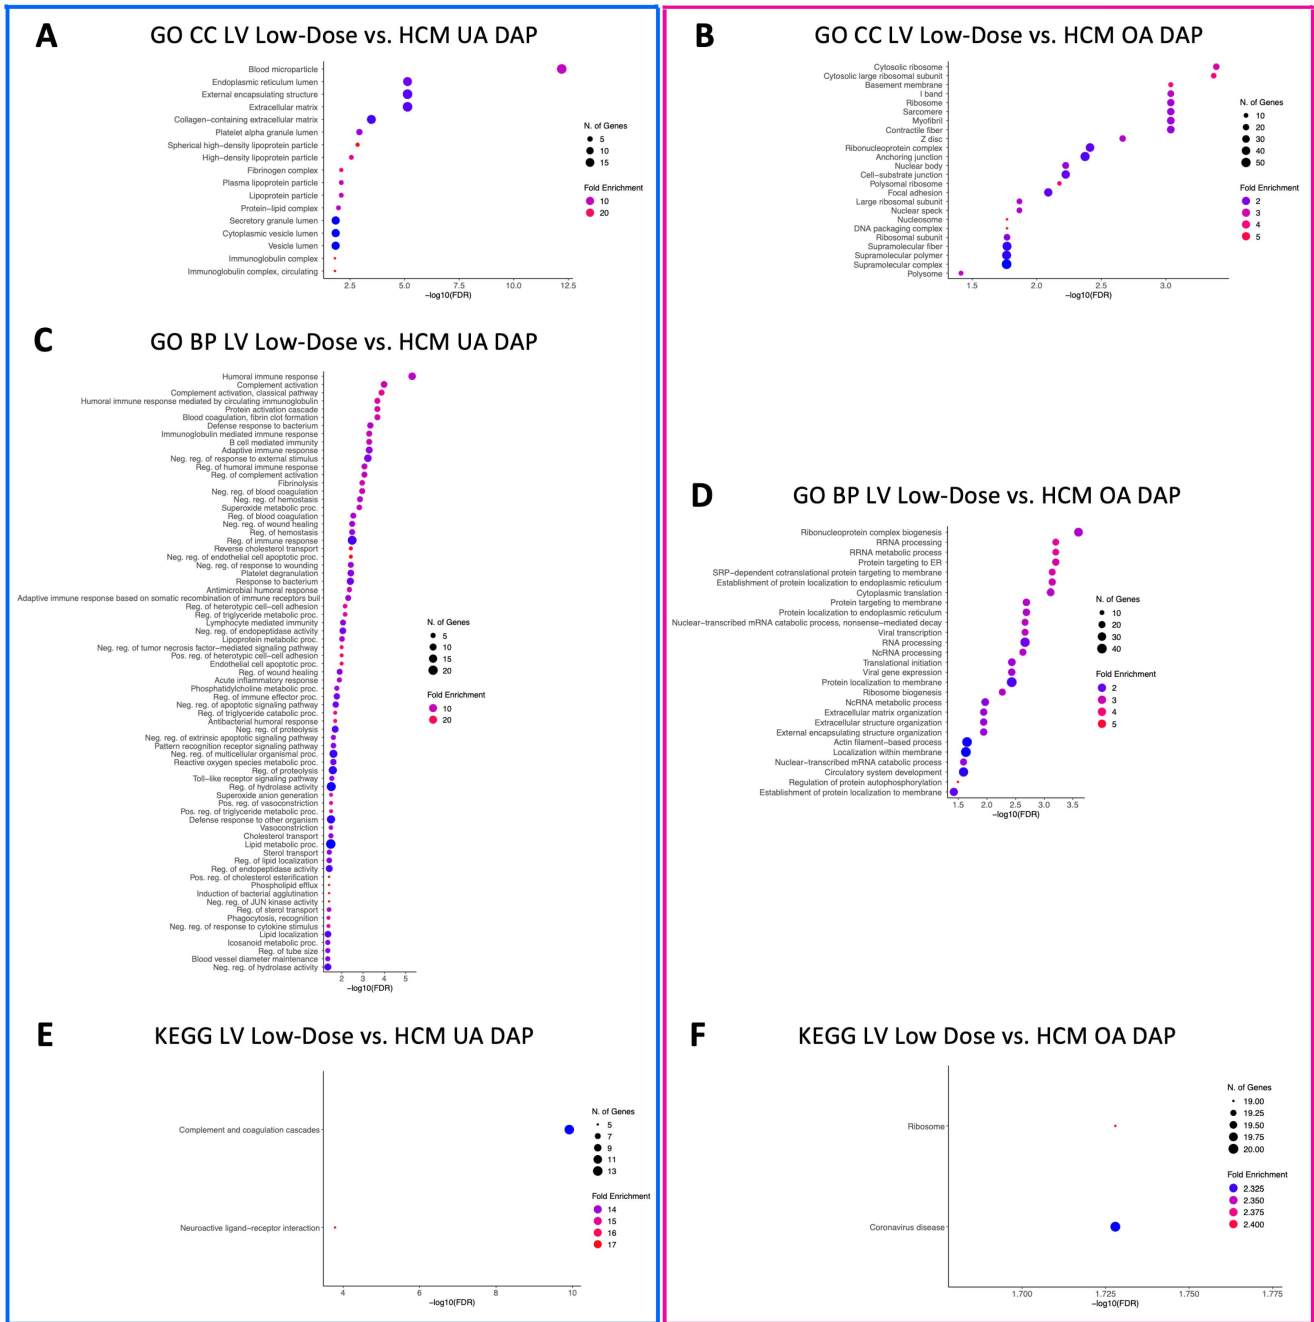 A
GO CC LV Low-Dose vs. HCM UA DAP
Blood microparticle
Endoplasmic reticulum lumen
External encapsulating structure
Extracellular matrix
Collagen−containing extracellular matrix
Platelet alpha granule lumen
Spherical high−density lipoprotein particle
High−density lipoprotein particle
Fibrinogen complex
Plasma lipoprotein particle
Lipoprotein particle
Protein−lipid complex
Secretory granule lumen
Cytoplasmic vesicle lumen
Vesicle lumen
Immunoglobulin complex
Immunoglobulin complex, circulating
2.5 5.0 7.5 10.0 12.5
−log10(FDR)
N. of Genes
5
10
15
Fold Enrichment
10
20
B
GO CC LV Low-Dose vs. HCM OA DAP
Cytosolic ribosome
Cytosolic large ribosomal subunit
Basement membrane
I band
Ribosome
Sarcomere
Myofibril
Contractile fiber
Z disc
Ribonucleoprotein complex
Anchoring junction
Nuclear body
Cell−substrate junction
Polysomal ribosome
Focal adhesion
Large ribosomal subunit
Nuclear speck
Nucleosome
DNA packaging complex
Ribosomal subunit
Supramolecular fiber
Supramolecular polymer
Supramolecular complex
Polysome
1.5 2.0 2.5 3.0
−log10(FDR)
N. of Genes
10
20
30
40
50
Fold Enrichment
2
3
4
5
C
GO BP LV Low-Dose vs. HCM UA DAP
Humoral immune response
Complement activation
Complement activation, classical pathway
Humoral immune response mediated by circulating immunoglobulin
Protein activation cascade
Blood coagulation, fibrin clot formation
Defense response to bacterium
Immunoglobulin mediated immune response
B cell mediated immunity
Adaptive immune response
Neg. reg. of response to external stimulus
Reg. of humoral immune response
Reg. of complement activation
Fibrinolysis
Neg. reg. of blood coagulation
Neg. reg. of hemostasis
Superoxide metabolic proc.
Reg. of blood coagulation
Neg. reg. of wound healing
Reg. of hemostasis
Reg. of immune response
Reverse cholesterol transport
Neg. reg. of endothelial cell apoptotic proc.
Neg. reg. of response to wounding
Platelet degranulation
Response to bacterium
Antimicrobial humoral response
Adaptive immune response based on somatic recombination of immune receptors buil
Reg. of heterotypic cell−cell adhesion
Reg. of triglyceride metabolic proc.
Lymphocyte mediated immunity
Neg. reg. of endopeptidase activity
Lipoprotein metabolic proc.
Neg. reg. of tumor necrosis factor−mediated signaling pathway
Pos. reg. of heterotypic cell−cell adhesion
Endothelial cell apoptotic proc.
Reg. of wound healing
Acute inflammatory response
Phosphatidylcholine metabolic proc.
Reg. of immune effector proc.
Neg. reg. of apoptotic signaling pathway
Reg. of triglyceride catabolic proc.
Antibacterial humoral response
Neg. reg. of proteolysis
Neg. reg. of extrinsic apoptotic signaling pathway
Pattern recognition receptor signaling pathway
Neg. reg. of multicellular organismal proc.
Reactive oxygen species metabolic proc.
Reg. of proteolysis
Toll−like receptor signaling pathway
Reg. of hydrolase activity
Superoxide anion generation
Pos. reg. of vasoconstriction
Pos. reg. of triglyceride metabolic proc.
Defense response to other organism
Vasoconstriction
Cholesterol transport
Lipid metabolic proc.
Sterol transport
Reg. of lipid localization
Reg. of endopeptidase activity
Pos. reg. of cholesterol esterification
Phospholipid efflux
Induction of bacterial agglutination
Neg. reg. of JUN kinase activity
Reg. of sterol transport
Phagocytosis, recognition
Neg. reg. of response to cytokine stimulus
Lipid localization
Icosanoid metabolic proc.
Reg. of tube size
Blood vessel diameter maintenance
Neg. reg. of hydrolase activity
2 3 4 5
−log10(FDR)
N. of Genes
5
10
15
20
Fold Enrichment
10
20
D
GO BP LV Low-Dose vs. HCM OA DAP
Ribonucleoprotein complex biogenesis
RRNA processing
RRNA metabolic process
Protein targeting to ER
SRP−dependent cotranslational protein targeting to membrane
Establishment of protein localization to endoplasmic reticulum
Cytoplasmic translation
Protein targeting to membrane
Protein localization to endoplasmic reticulum
Nuclear−transcribed mRNA catabolic process, nonsense−mediated decay
Viral transcription
RNA processing
NcRNA processing
Translational initiation
Viral gene expression
Protein localization to membrane
Ribosome biogenesis
NcRNA metabolic process
Extracellular matrix organization
Extracellular structure organization
External encapsulating structure organization
Actin filament−based process
Localization within membrane
Nuclear−transcribed mRNA catabolic process
Circulatory system development
Regulation of protein autophosphorylation
Establishment of protein localization to membrane
1.5 2.0 2.5 3.0 3.5
−log10(FDR)
N. of Genes
10
20
30
40
Fold Enrichment
2
3
4
5
E
KEGG LV Low-Dose vs. HCM UA DAP
Complement and coagulation cascades
Neuroactive ligand−receptor interaction
4 6 8 10
−log10(FDR)
N. of Genes
5
7
9
11
13
Fold Enrichment
14
15
16
17
F
KEGG LV Low Dose vs. HCM OA DAP
Ribosome
Coronavirus disease
1.700 1.725 1.750 1.775
−log10(FDR)
N. of Genes
19.00
19.25
19.50
19.75
20.00
Fold Enrichment
2.325
2.350
2.375
2.400